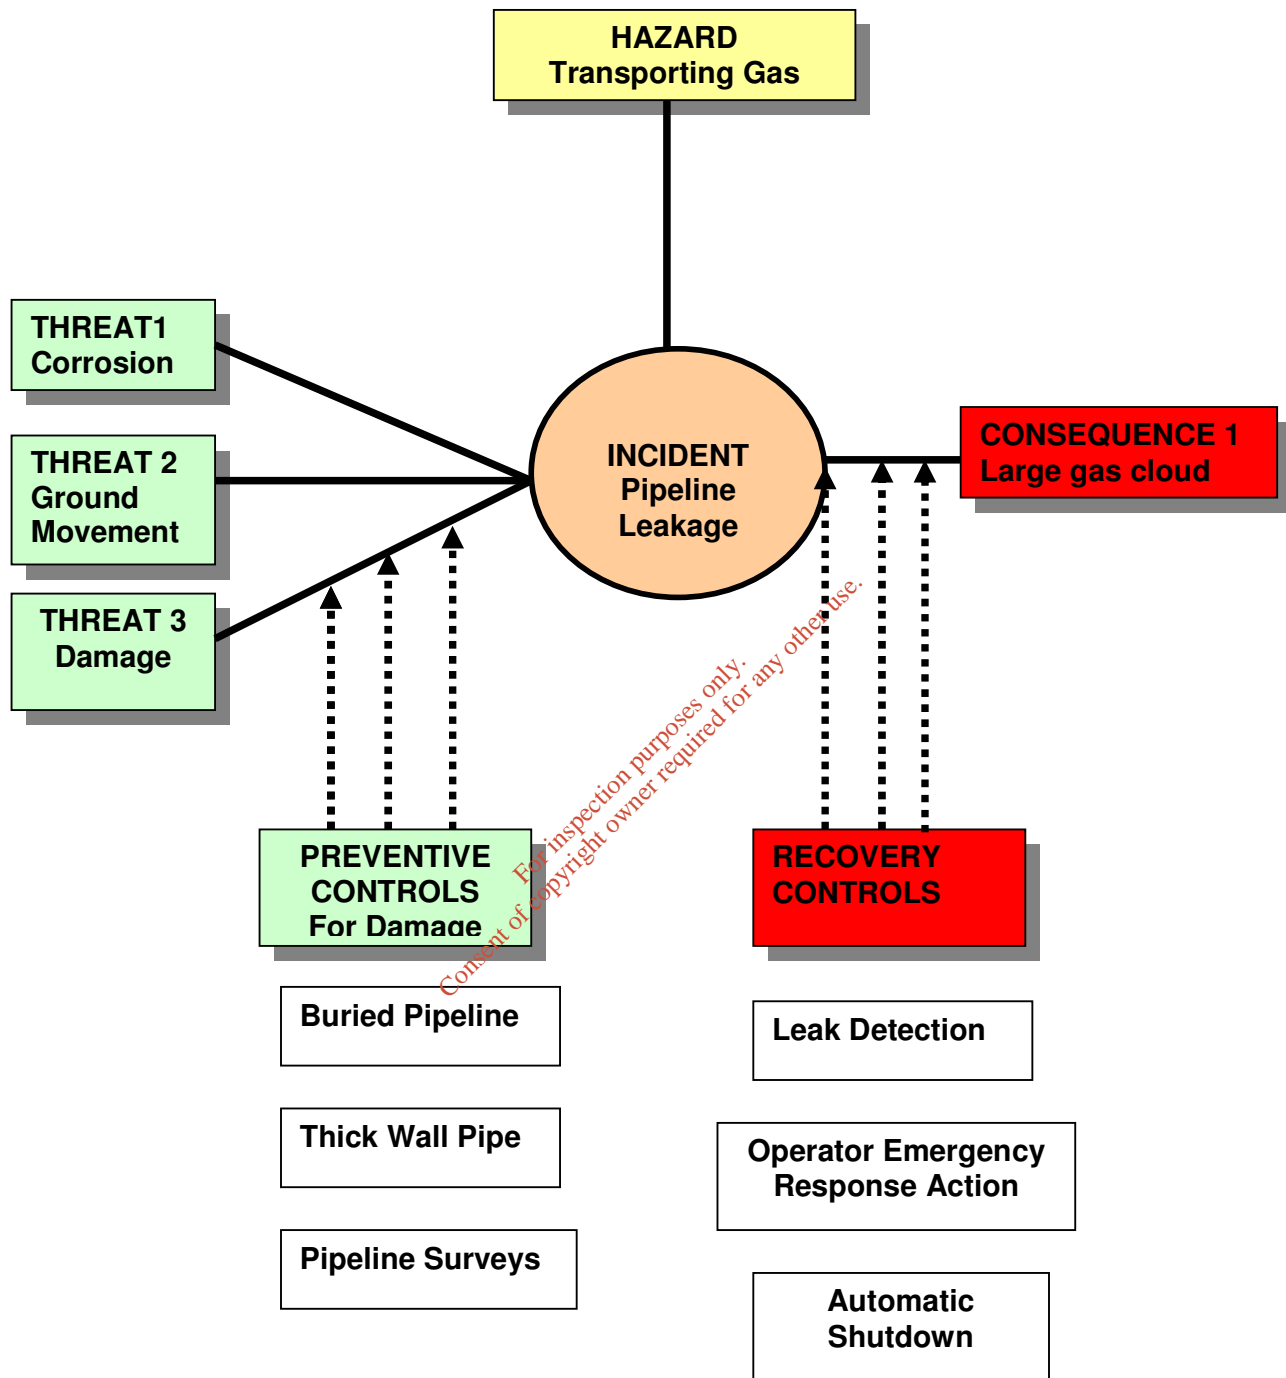 HAZARD
Transporting Gas
THREAT1
Corrosion
THREAT 2
Ground
Movement
THREAT 3
Damage
INCIDENT
Pipeline
Leakage
CONSEQUENCE 1
Large gas cloud
For inspection purposes only.
Consent of copyright owner required for any other use.
PREVENTIVE
CONTROLS
For Damage
RECOVERY
CONTROLS
Buried Pipeline
Thick Wall Pipe
Pipeline Surveys
Leak Detection
Operator Emergency
Response Action
Automatic
Shutdown